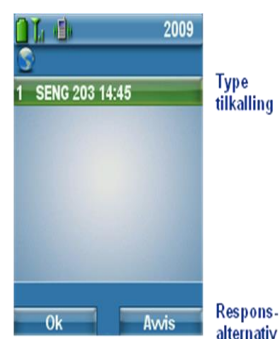 2009
1 SENG 203 14:45
Type
tilkalling
Ok Avvis
Respons-
alternativ